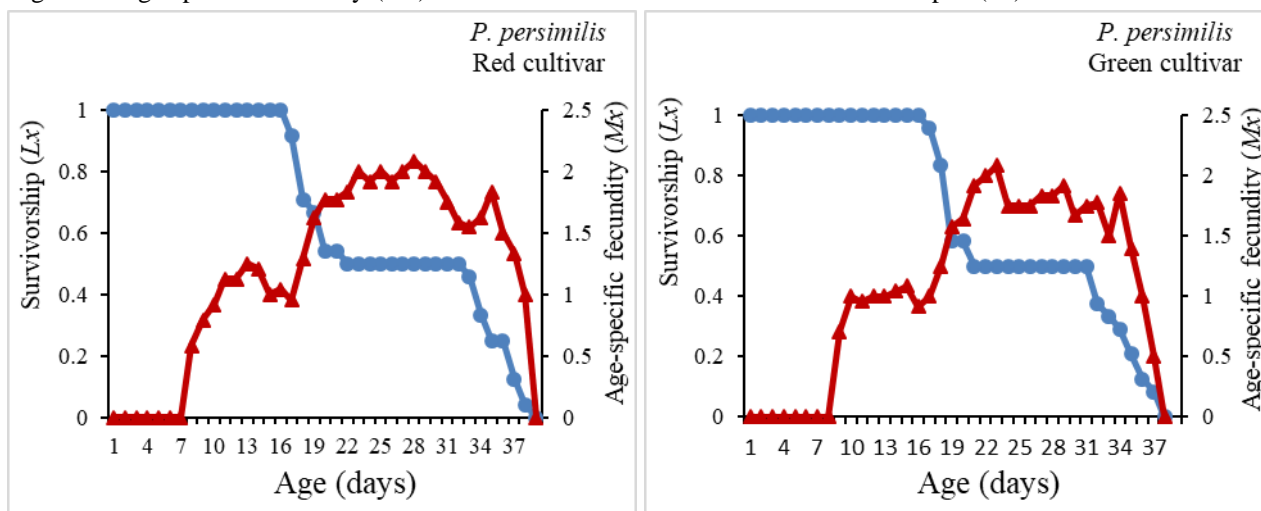 P. persimilis
Red cultivar
Survivorship (Lx)
1
0.8
0.6
0.4
0.2
0
2.5
2
1.5
1
0.5
0
Age-specific fecundity (Mx)
1 4 7 10 13 16 19 22 25 28 31 34 37
Age (days)
P. persimilis
Green cultivar
Survivorship (Lx)
1
0.8
0.6
0.4
0.2
0
2.5
2
1.5
1
0.5
0
Age-specific fecundity (Mx)
1 4 7 10 13 16 19 22 25 28 31 34 37
Age (days)